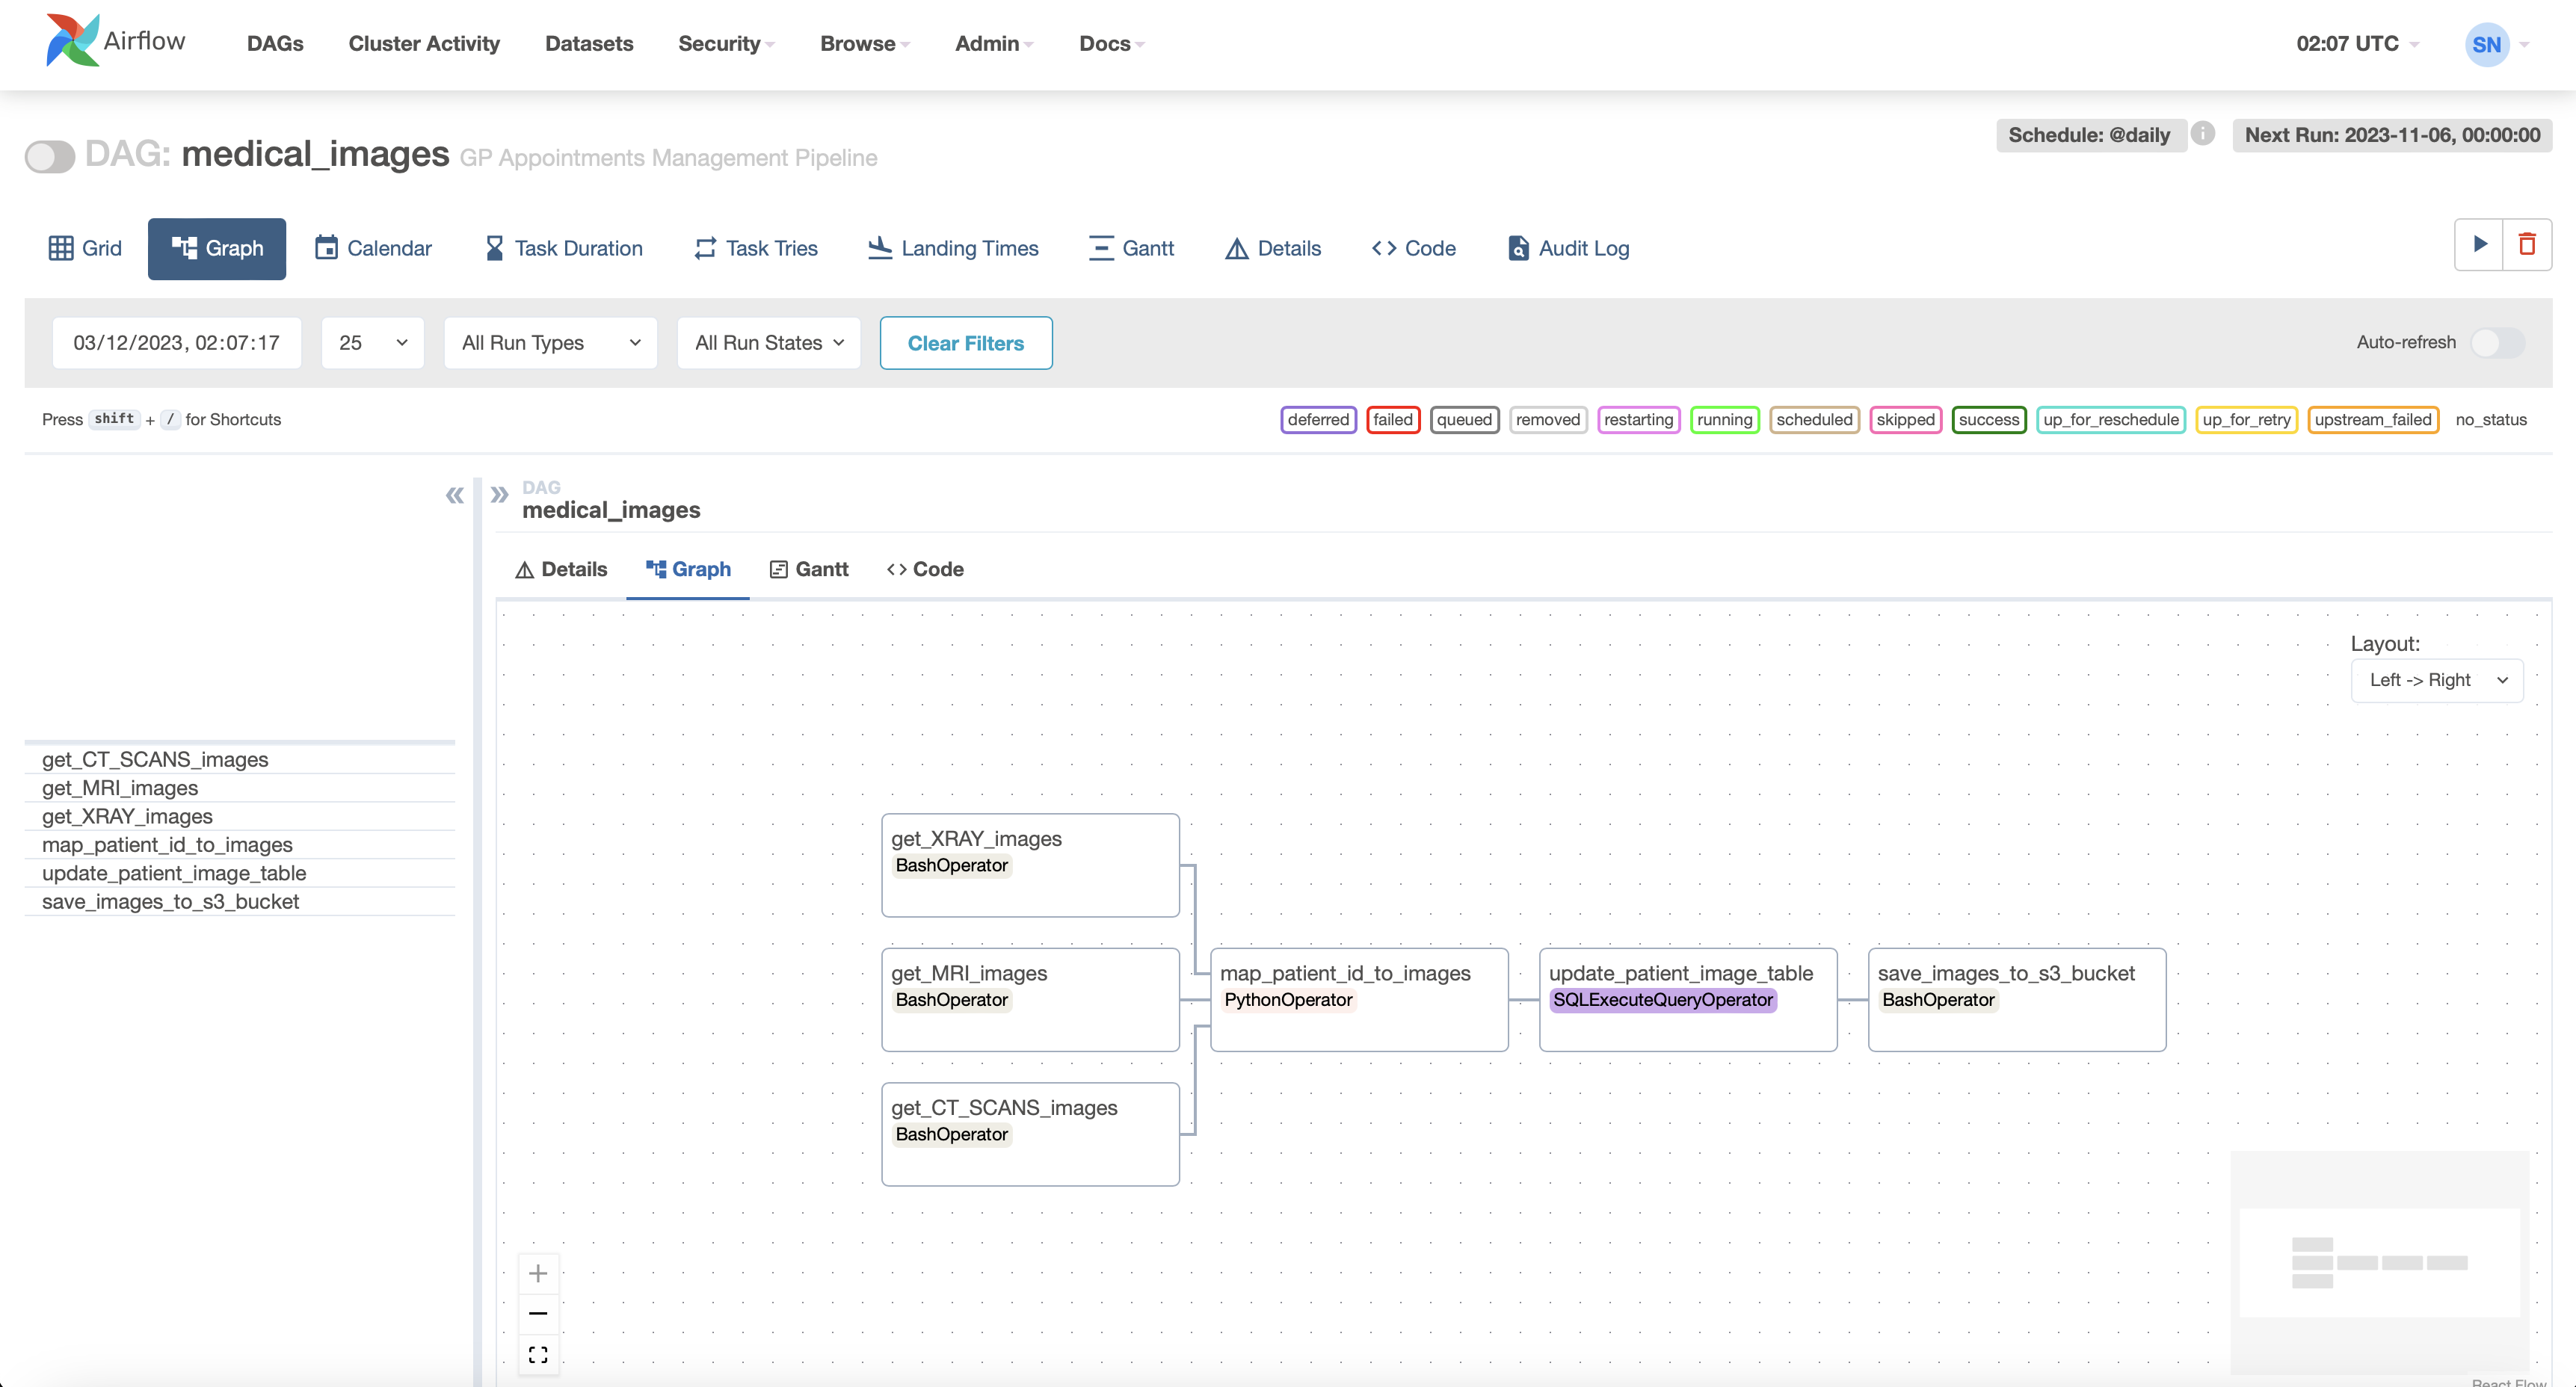 Airflow DAGs Cluster Activity Datasets Security Browse Admin Docs 02:07 UTC SN
DAG: medical_images GP Appointments Management Pipeline Schedule: @daily i Next Run: 2023-11-06, 00:00:00
Grid Graph Calendar Task Duration Task Tries Landing Times Gantt Details Code Audit Log
03/12/2023, 02:07:17 25 All Run Types All Run States Clear Filters Auto-refresh
Press shift + / for Shortcuts deferred failed queued removed restarting running scheduled skipped success up_for_reschedule up_for_retry upstream_failed no_status
DAG
medical_images
Details Graph Gantt Code
Layout:
Left -> Right
get_CT_SCANS_images
get_MRI_images
get_XRAY_images
map_patient_id_to_images
update_patient_image_table
save_images_to_s3_bucket
get_XRAY_images
BashOperator
get_MRI_images
BashOperator
map_patient_id_to_images
PythonOperator
update_patient_image_table
SQLExecuteQueryOperator
save_images_to_s3_bucket
BashOperator
get_CT_SCANS_images
BashOperator
React Flow